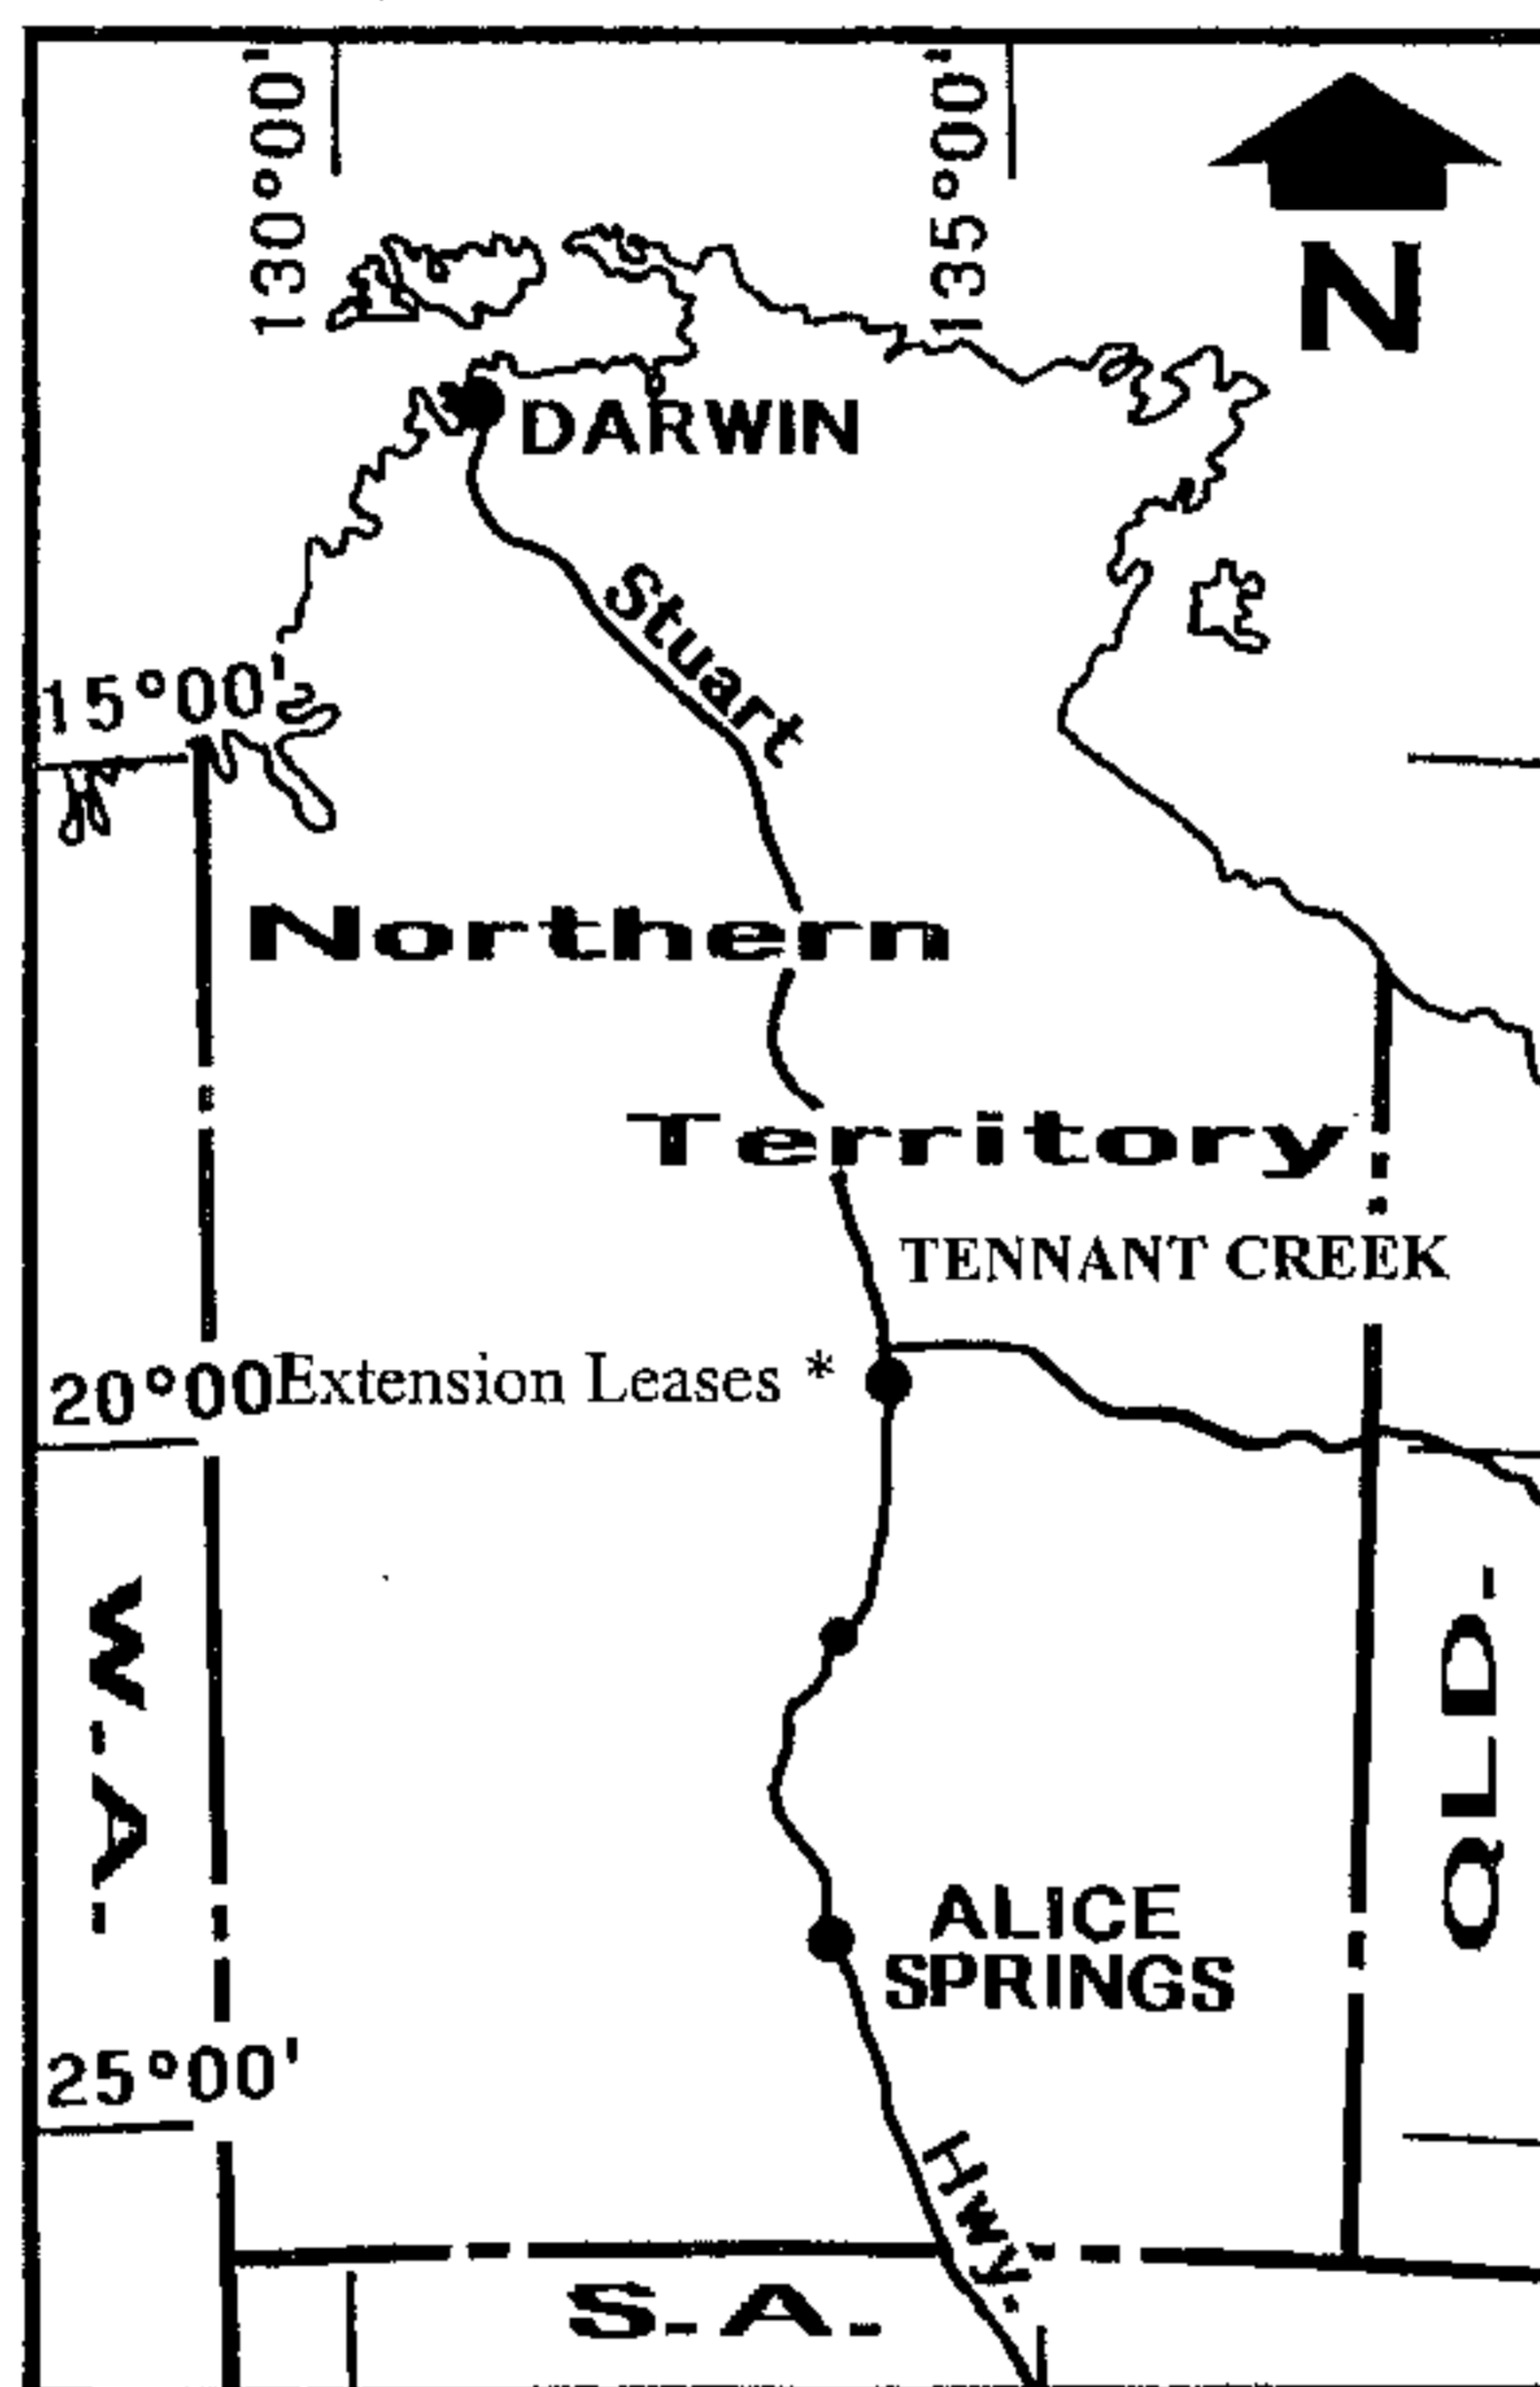 130°00'
135°00'
N
DARWIN
Stuart
15°00'
Northern
Territory
TENNANT CREEK
20°00
Extension Leases *
W-A-
QLD-
ALICE
SPRINGS
25°00'
Hwy.
S-A-